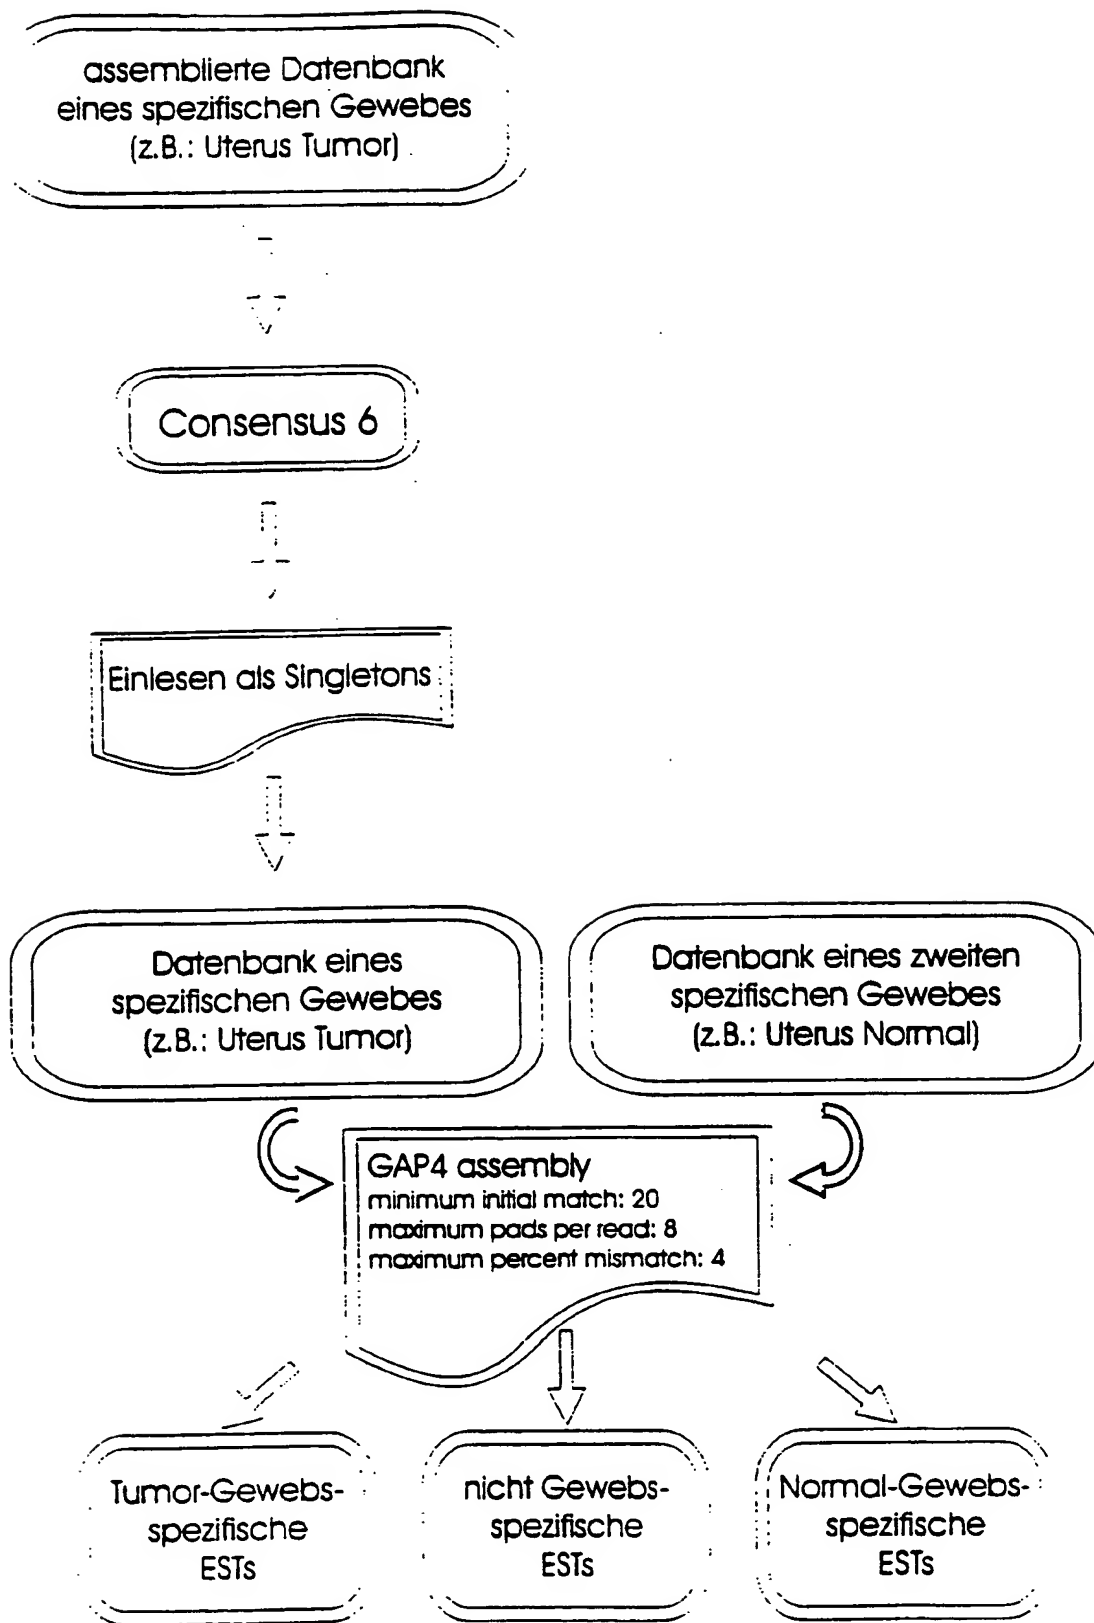 assemblierte Datenbank
eines spezifischen Gewebes
(z.B.: Uterus Tumor)
Consensus 6
Einlesen als Singletons
Datenbank eines
spezifischen Gewebes
(z.B.: Uterus Tumor)
Datenbank eines zweiten
spezifischen Gewebes
(z.B.: Uterus Normal)
GAP4 assembly
minimum initial match: 20
maximum pads per read: 8
maximum percent mismatch: 4
Tumor-Gewebs-
spezifische
ESTs
nicht Gewebs-
spezifische
ESTs
Normal-Gewebs-
spezifische
ESTs